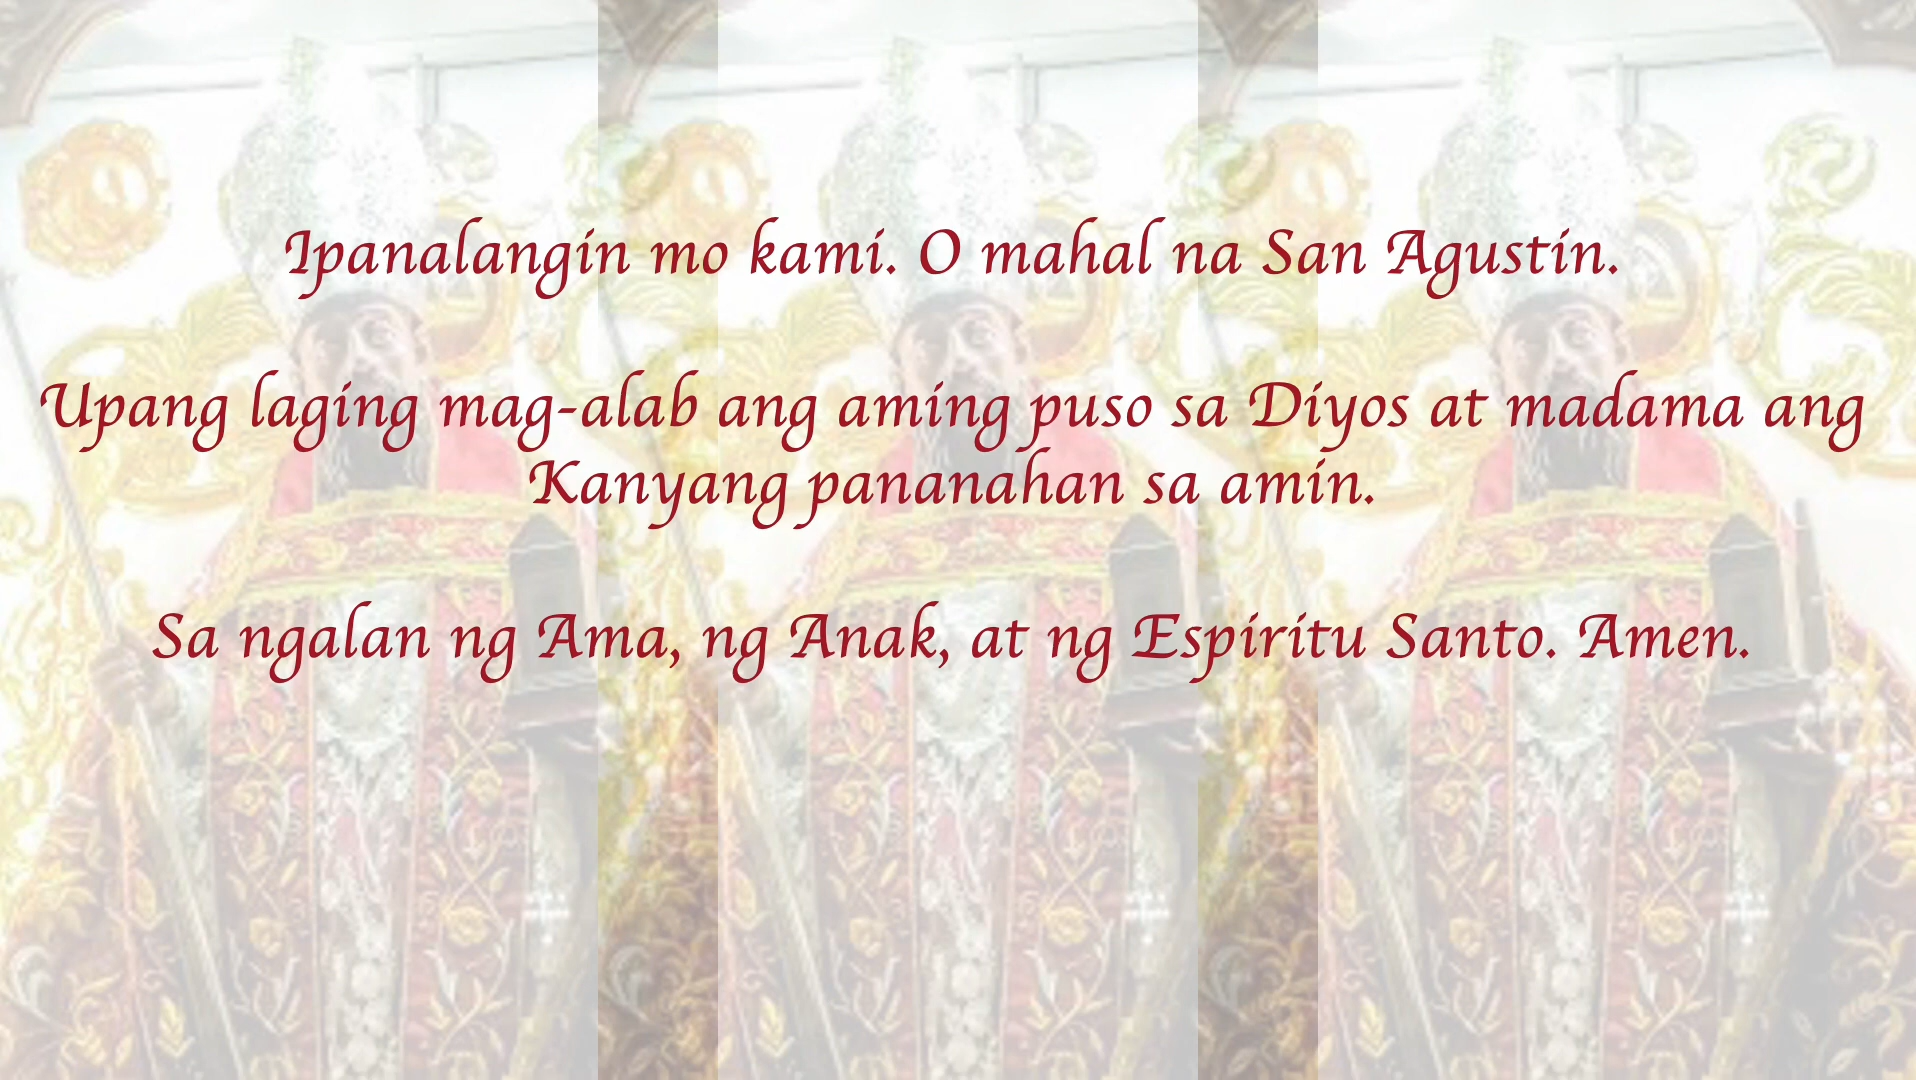 Ipanalangin mo kami. O mahal na San Agustin.
Upang laging mag-alab ang aming puso sa Diyos at madama ang
Kanyang pananahan sa amin.
Sa ngalan ng Ama, ng Anak, at ng Espiritu Santo. Amen.